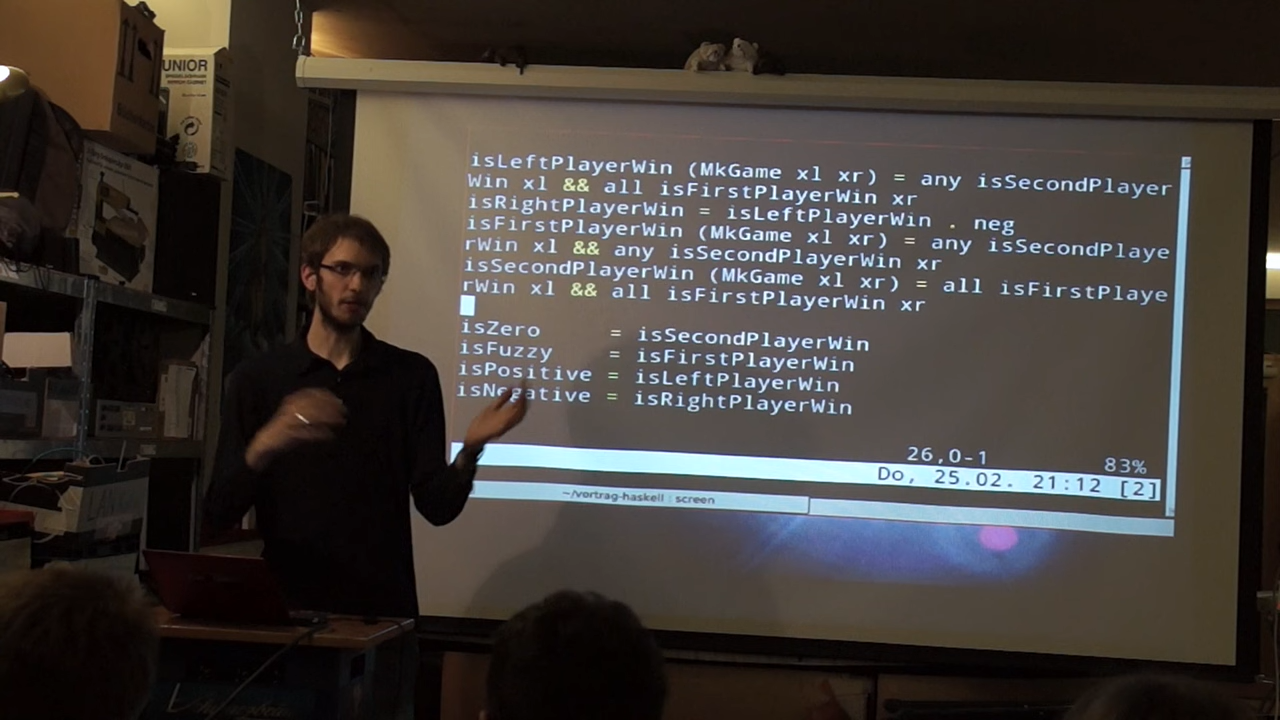 UNIOR
isLeftPlayerWin (MkGame xl xr) = any isSecondPlayer
Win xl && all isFirstPlayerWin xr
isRightPlayerWin = isLeftPlayerWin . neg
isFirstPlayerWin (MkGame xl xr) = any isSecondPlaye
rWin xl && any isSecondPlayerWin xr
isSecondPlayerWin (MkGame xl xr) = all isFirstPlaye
rWin xl && all isFirstPlayerWin xr
isZero = isSecondPlayerWin
isFuzzy = isFirstPlayerWin
isPositive = isLeftPlayerWin
isNegative = isRightPlayerWin
26,0-1 83%
Do, 25.02. 21:12 [2]
~/vortrag-haskell : screen